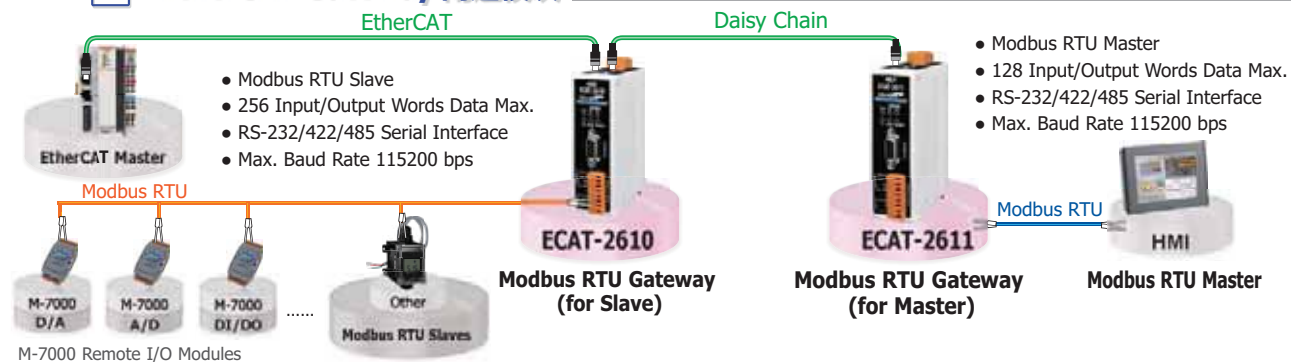 EtherCAT
Daisy Chain
● Modbus RTU Slave
● 256 Input/Output Words Data Max.
● RS-232/422/485 Serial Interface
● Max. Baud Rate 115200 bps
● Modbus RTU Master
● 128 Input/Output Words Data Max.
● RS-232/422/485 Serial Interface
● Max. Baud Rate 115200 bps
EtherCAT Master
Modbus RTU
Modbus RTU
ECAT-2610
ECAT-2611
HMI
Modbus RTU Gateway
(for Slave)
Modbus RTU Gateway
(for Master)
Modbus RTU Master
M-7000
D/A
M-7000
A/D
M-7000
DI/DO
......
Other
Modbus RTU Slaves
M-7000 Remote I/O Modules